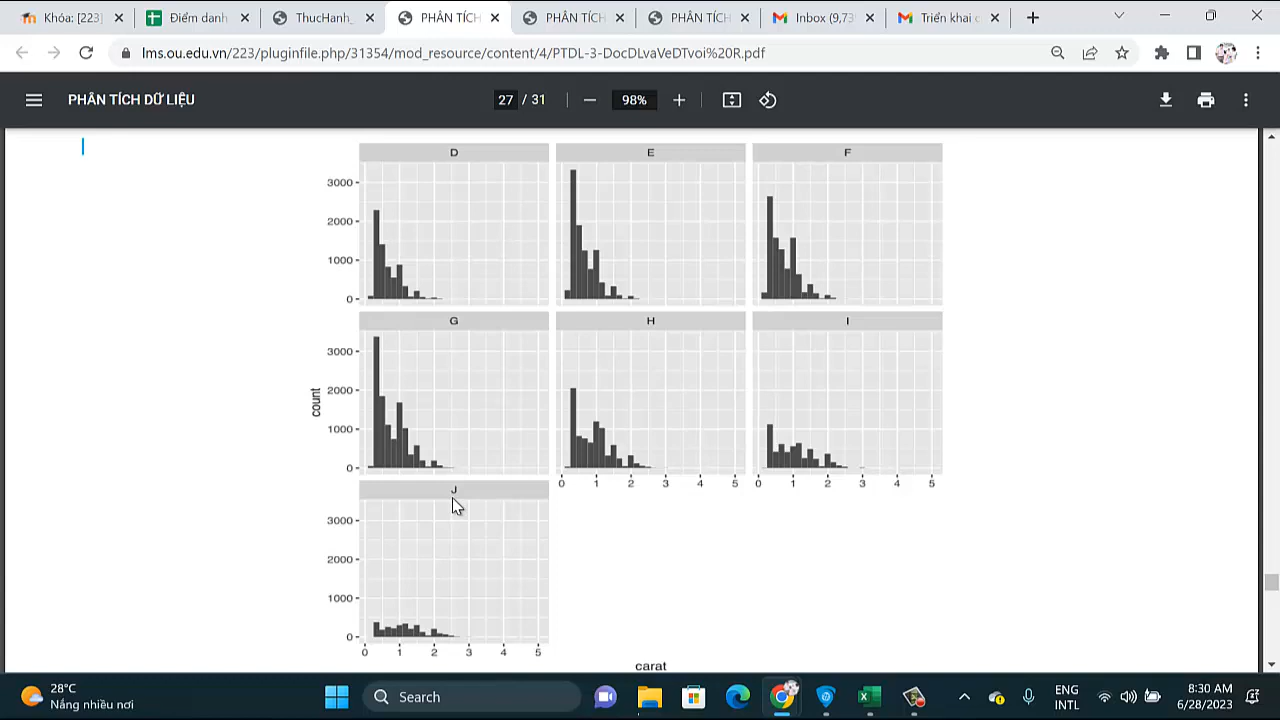 Khóa: [223]
Điểm danh
ThucHanh_
PHÂN TÍCH
PHÂN TÍCH
PHÂN TÍCH
Inbox (9,73
Triển khai c
lms.ou.edu.vn/223/pluginfile.php/31354/mod_resource/content/4/PTDL-3-DocDLvaVeDTvoi%20R.pdf
PHÂN TÍCH DỮ LIỆU
27 / 31
98%
D
E
F
3000
2000
1000
0
G
H
I
3000
2000
1000
0
count
0 1 2 3 4 5
0 1 2 3 4 5
J
3000
2000
1000
0
0 1 2 3 4 5
carat
28°C
Nắng nhiều nơi
Search
ENG
INTL
8:30 AM
6/28/2023